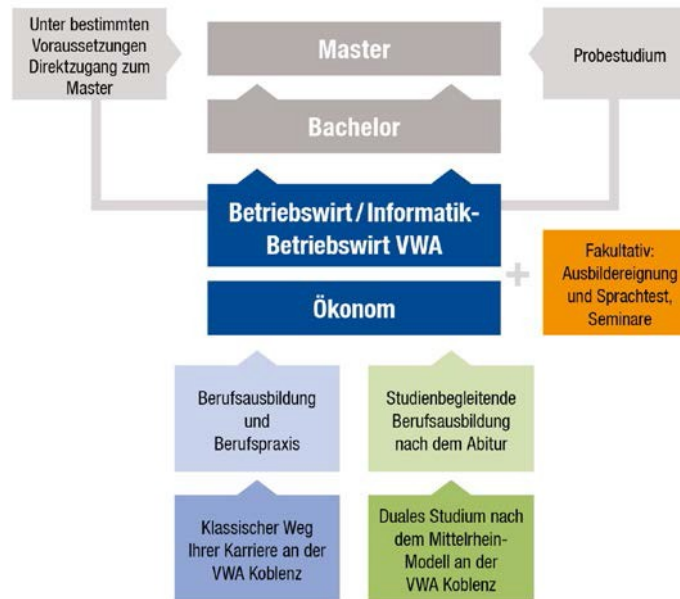 Unter bestimmten
Voraussetzungen
Direktzugang zum
Master
Master
Probestudium
Bachelor
Betriebswirt / Informatik-
Betriebswirt VWA
+
Fakultativ:
Ausbildereignung
und Sprachtest,
Seminare
Ökonom
Berufsausbildung
und
Berufspraxis
Studienbegleitende
Berufsausbildung
nach dem Abitur
Klassischer Weg
Ihrer Karriere an der
VWA Koblenz
Duales Studium nach
dem Mittelrhein-
Modell an der
VWA Koblenz